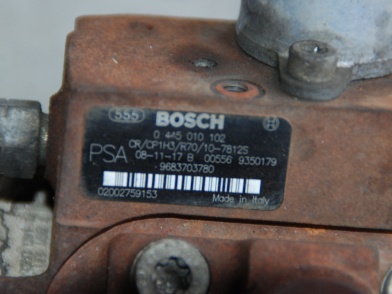 555 BOSCH
0 445 010 102
CR/CP1H3/R70/10-7812S
PSA 08-11-17 B 00556 9350179
9683703780
02002759153 Made in Italy